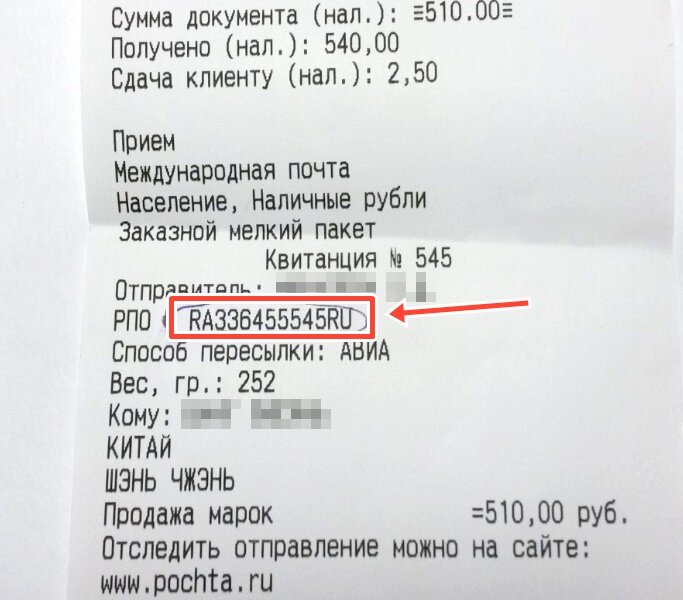 Сумма документа (нал.): ≡510.00≡
Получено (нал.): 540,00
Сдача клиенту (нал.): 2,50
Прием
Международная почта
Население, Наличные рубли
Заказной мелкий пакет
Квитанция № 545
Отправитель:
РПО RA336455545RU
Способ пересылки: АВИА
Вес, гр.: 252
Кому:
КИТАЙ
ШЭНЬ ЧЖЭНЬ
Продажа марок =510,00 руб.
Отследить отправление можно на сайте:
www.pochta.ru